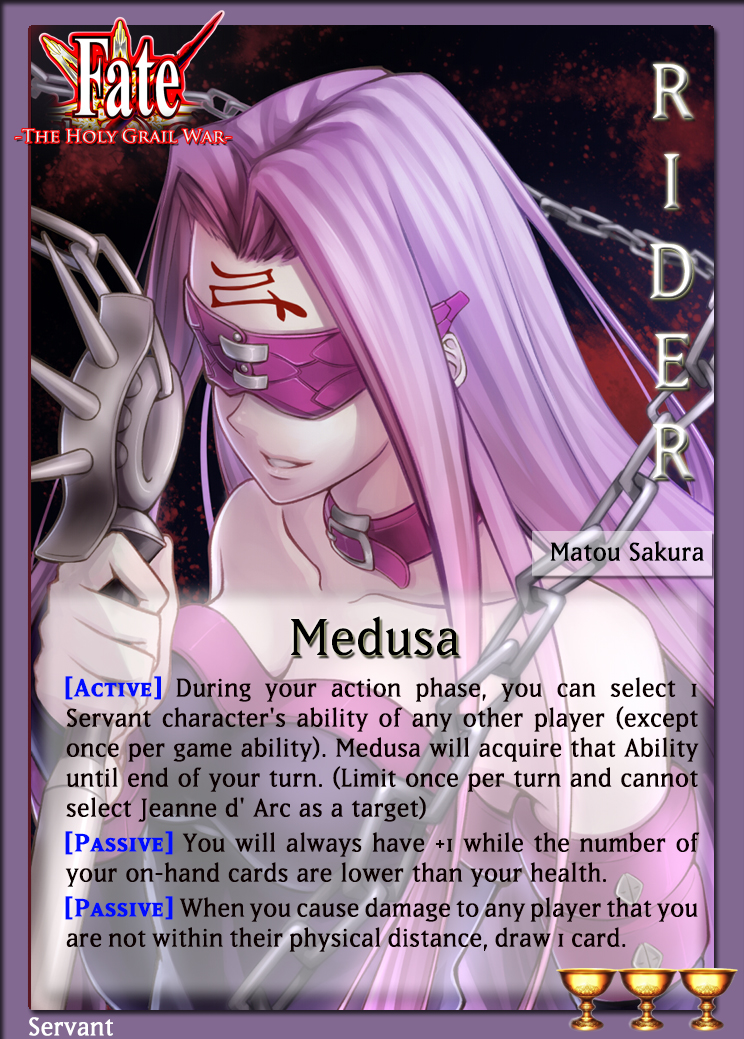 Fate
-THE HOLY GRAIL WAR-
RIDER
Matou Sakura
Medusa
[ACTIVE] During your action phase, you can select 1
Servant character's ability of any other player (except
once per game ability). Medusa will acquire that Ability
until end of your turn. (Limit once per turn and cannot
select Jeanne d' Arc as a target)
[PASSIVE] You will always have +1 while the number of
your on-hand cards are lower than your health.
[PASSIVE] When you cause damage to any player that you
are not within their physical distance, draw 1 card.
Servant